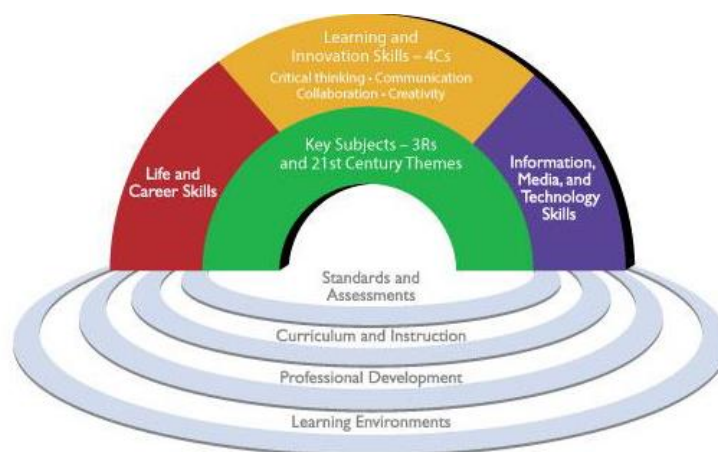 Learning and
Innovation Skills – 4Cs
Critical thinking • Communication
Collaboration • Creativity
Key Subjects – 3Rs
and 21st Century Themes
Life and
Career Skills
Information,
Media, and
Technology
Skills
Standards and
Assessments
Curriculum and Instruction
Professional Development
Learning Environments